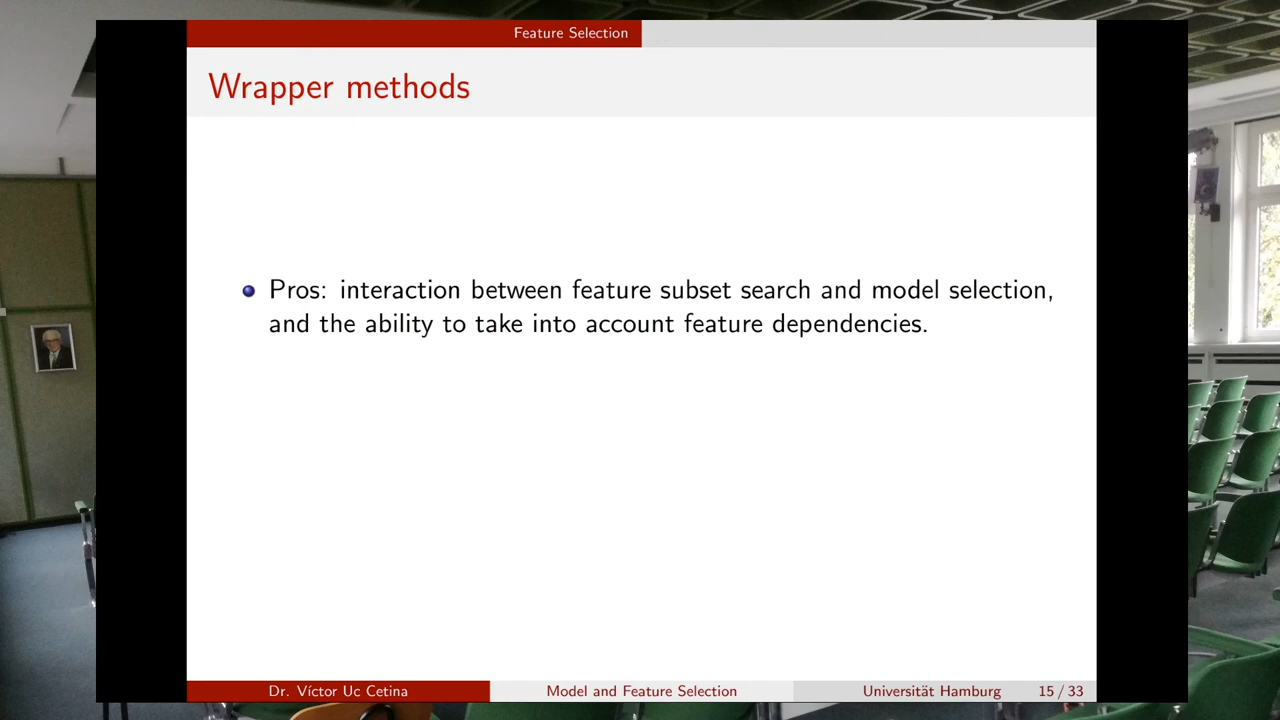 Feature Selection
Wrapper methods
Pros: interaction between feature subset search and model selection,
and the ability to take into account feature dependencies.
Dr. Víctor Uc Cetina
Model and Feature Selection
Universität Hamburg
15 / 33